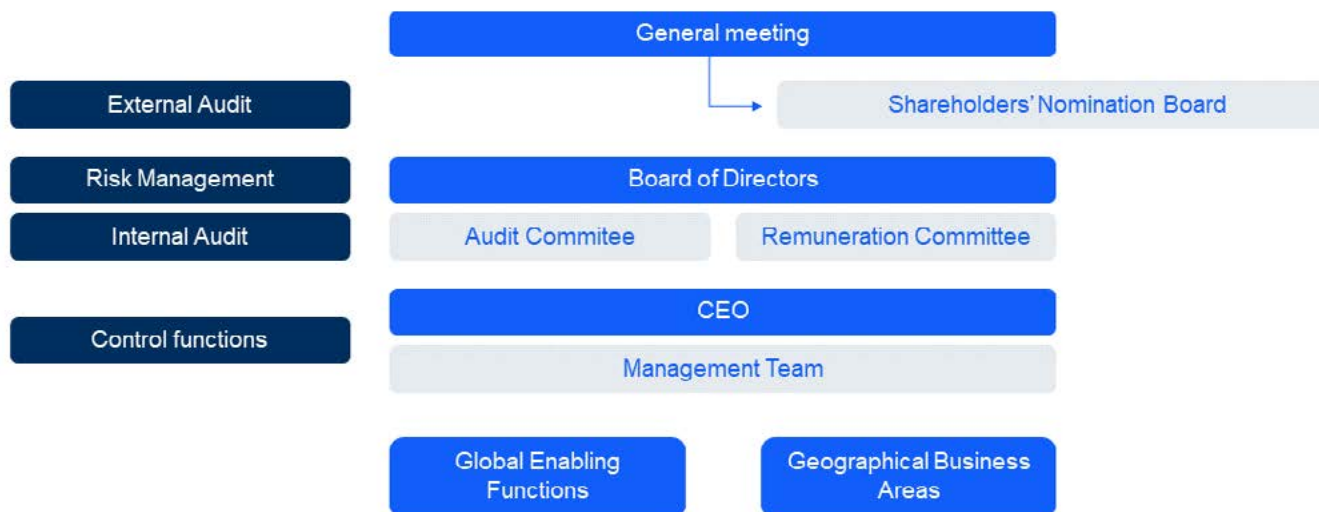 General meeting
External Audit
Shareholders' Nomination Board
Risk Management
Board of Directors
Internal Audit
Audit Commitee
Remuneration Committee
CEO
Control functions
Management Team
Global Enabling
Functions
Geographical Business
Areas